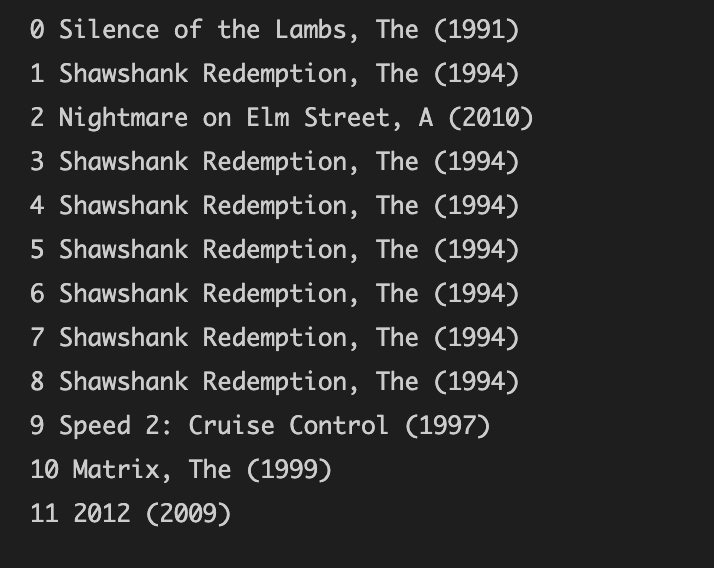 0 Silence of the Lambs, The (1991)
1 Shawshank Redemption, The (1994)
2 Nightmare on Elm Street, A (2010)
3 Shawshank Redemption, The (1994)
4 Shawshank Redemption, The (1994)
5 Shawshank Redemption, The (1994)
6 Shawshank Redemption, The (1994)
7 Shawshank Redemption, The (1994)
8 Shawshank Redemption, The (1994)
9 Speed 2: Cruise Control (1997)
10 Matrix, The (1999)
11 2012 (2009)